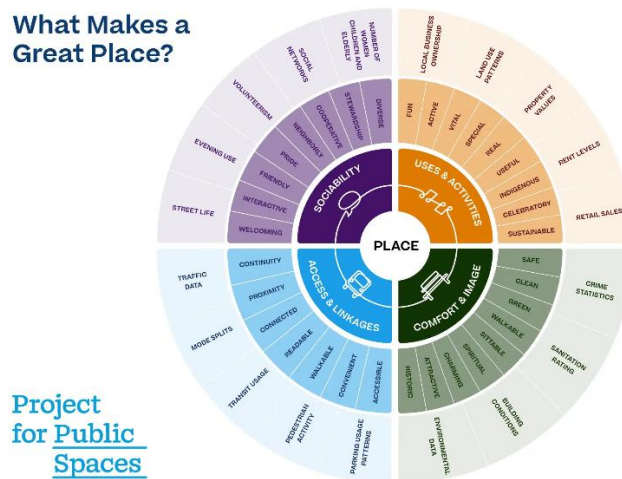 What Makes a
Great Place?
NUMBER OF
WOMEN
CHILDREN AND
ELDERLY
SOCIAL
NETWORKS
VOLUNTEERISM
EVENING USE
STREET LIFE
DIVERSE
STEWARDSHIP
COOPERATIVE
NEIGHBORLY
PRIDE
FRIENDLY
INTERACTIVE
WELCOMING
SOCIABILITY
LOCAL BUSINESS
OWNERSHIP
LAND USE
PATTERNS
PROPERTY
VALUES
RENT LEVELS
RETAIL SALES
FUN
ACTIVE
VITAL
SPECIAL
REAL
USEFUL
INDIGENOUS
CELEBRATORY
SUSTAINABLE
USES & ACTIVITIES
PLACE
ACCESS & LINKAGES
CONTINUITY
PROXIMITY
CONNECTED
READABLE
WALKABLE
CONVENIENT
ACCESSIBLE
TRAFFIC
DATA
MODE SPLITS
TRANSIT USAGE
PEDESTRIAN
ACTIVITY
PARKING USAGE
PATTERNS
COMFORT & IMAGE
SAFE
CLEAN
GREEN
WALKABLE
SITTABLE
SPIRITUAL
CHARMING
ATTRACTIVE
HISTORIC
CRIME
STATISTICS
SANITATION
RATING
BUILDING
CONDITIONS
ENVIRONMENTAL
DATA
Project
for Public
Spaces